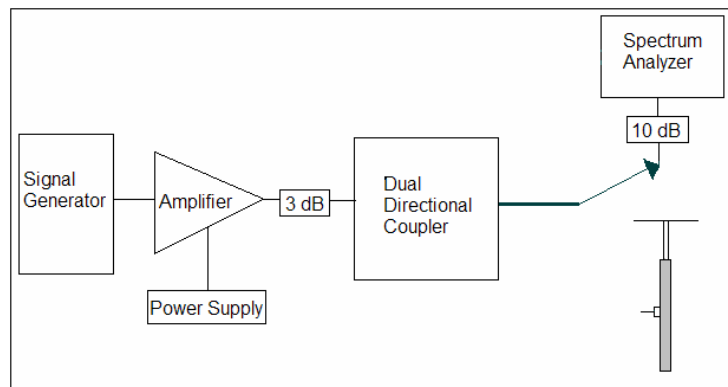 Spectrum
Analyzer
10 dB
Signal
Generator
Amplifier
3 dB
Dual
Directional
Coupler
Power Supply